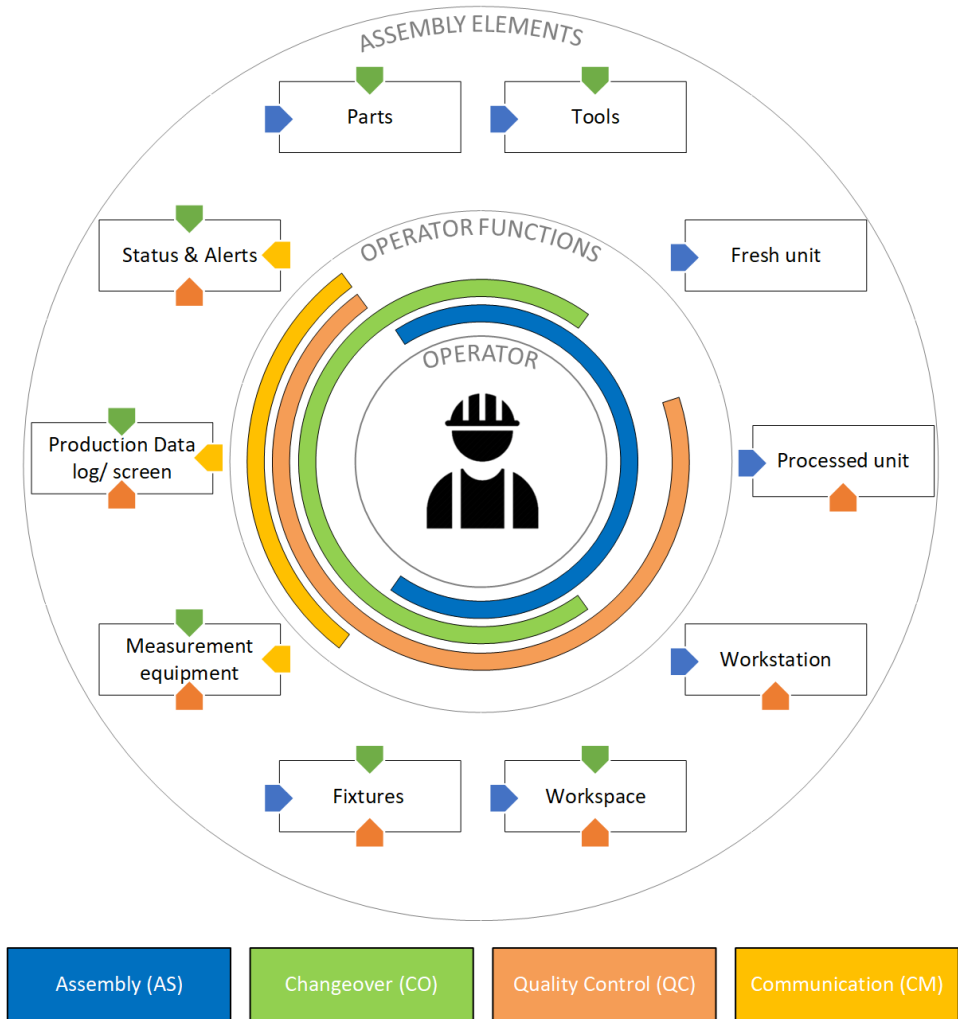 ASSEMBLY ELEMENTS
Parts
Tools
Status & Alerts
Fresh unit
OPERATOR FUNCTIONS
OPERATOR
Production Data
log/ screen
Processed unit
Measurement
equipment
Workstation
Fixtures
Workspace
Assembly (AS)
Changeover (CO)
Quality Control (QC)
Communication (CM)